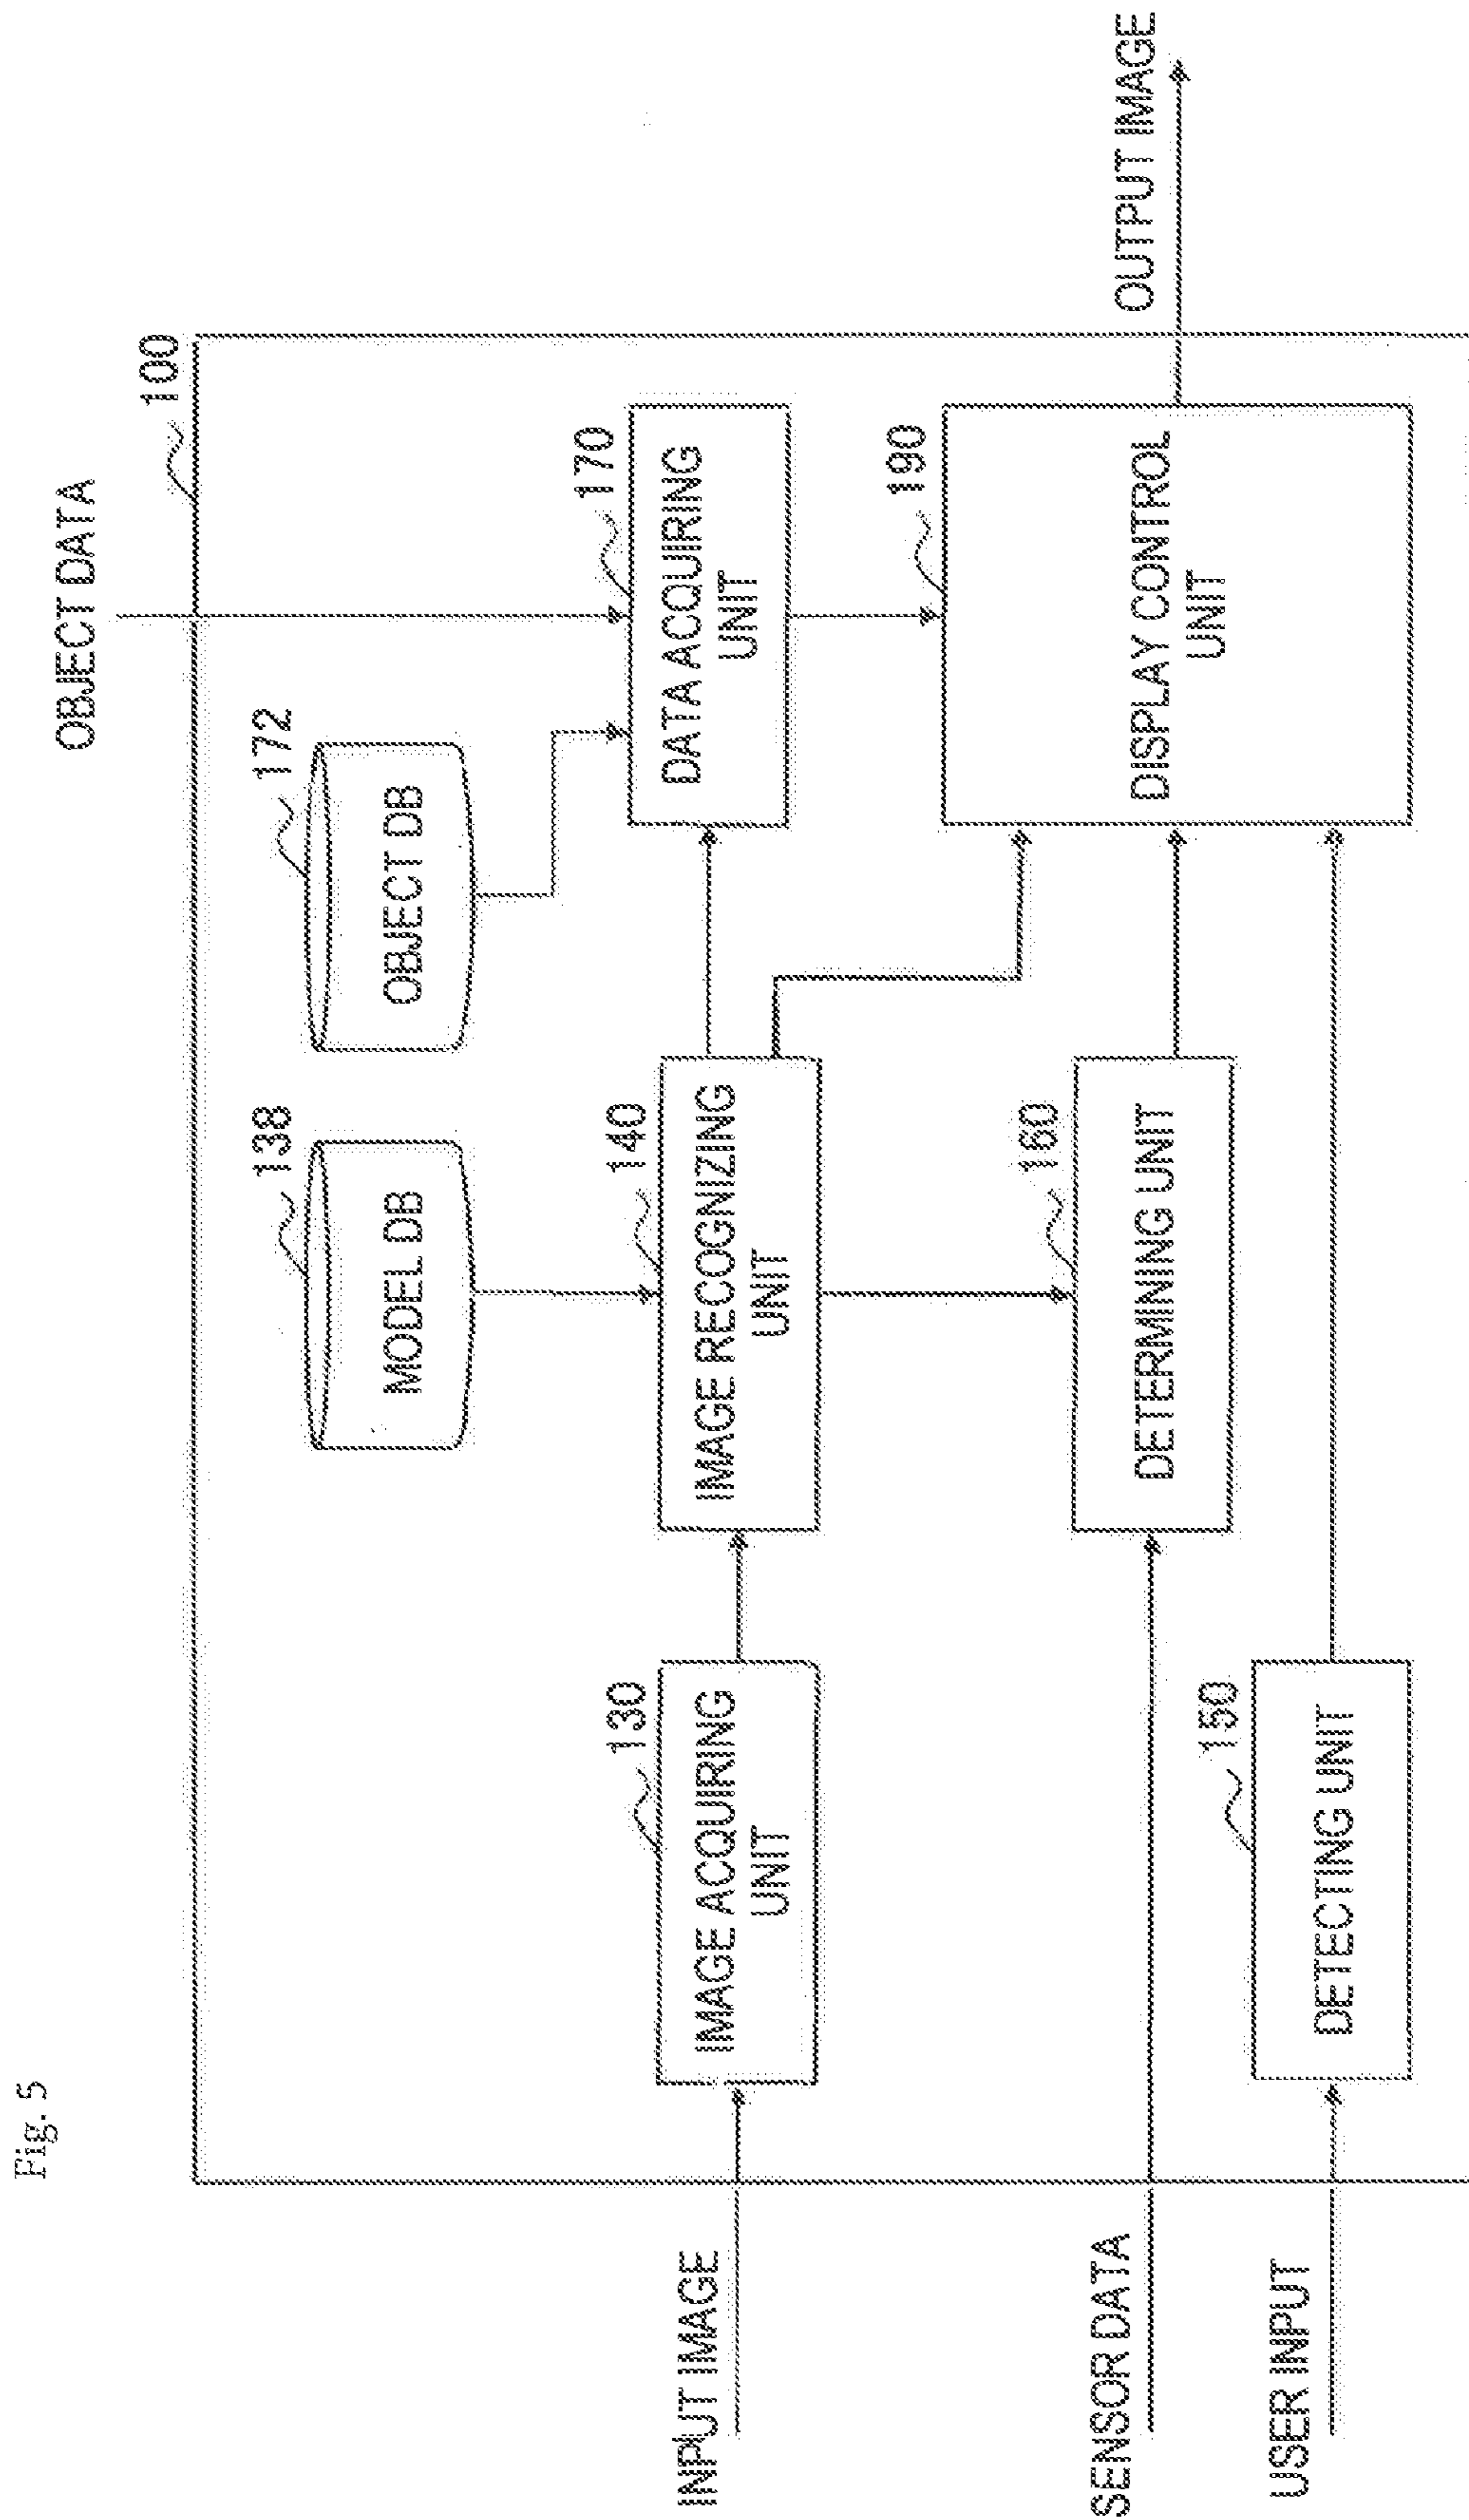 Fig. 5
OBJECT DATA
100
138
172
MODEL DB
OBJECT DB
130
140
170
INPUT IMAGE
IMAGE ACQUIRING
UNIT
IMAGE RECOGNIZING
UNIT
DATA ACQUIRING
UNIT
160
190
SENSOR DATA
DETERMINING UNIT
DISPLAY CONTROL
UNIT
OUTPUT IMAGE
150
USER INPUT
DETECTING UNIT